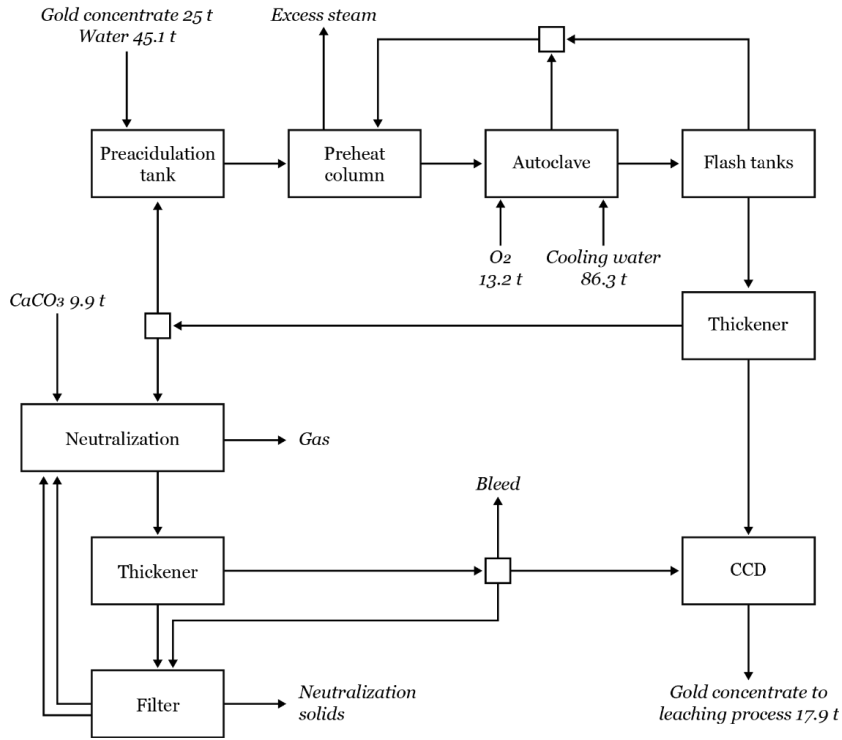 Gold concentrate 25 t
Water 45.1 t
Excess steam
Preacidulation
tank
Preheat
column
Autoclave
Flash tanks
O2
13.2 t
Cooling water
86.3 t
CaCO3 9.9 t
Thickener
Neutralization
Gas
Bleed
Thickener
CCD
Filter
Neutralization
solids
Gold concentrate to
leaching process 17.9 t